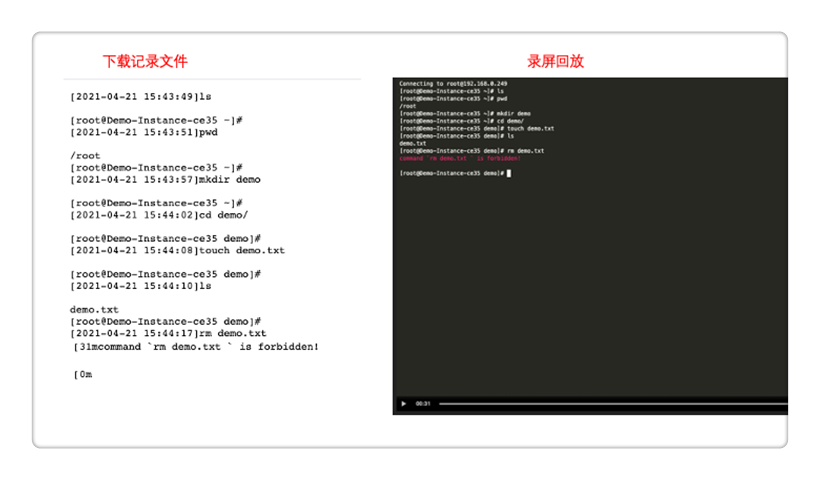 下载记录文件
[2021-04-21 15:43:49]ls
[root@Demo-Instance-ce35 ~]#
[2021-04-21 15:43:51]pwd
/root
[root@Demo-Instance-ce35 ~]#
[2021-04-21 15:43:57]mkdir demo
[root@Demo-Instance-ce35 ~]#
[2021-04-21 15:44:02]cd demo/
[root@Demo-Instance-ce35 demo]#
[2021-04-21 15:44:08]touch demo.txt
[root@Demo-Instance-ce35 demo]#
[2021-04-21 15:44:10]ls
demo.txt
[root@Demo-Instance-ce35 demo]#
[2021-04-21 15:44:17]rm demo.txt
[31mcommand `rm demo.txt ` is forbidden!
[0m
录屏回放
Connecting to root@192.168.0.249
[root@Demo-Instance-ce35 ~]# ls
[root@Demo-Instance-ce35 ~]# pwd
/root
[root@Demo-Instance-ce35 ~]# mkdir demo
[root@Demo-Instance-ce35 ~]# cd demo/
[root@Demo-Instance-ce35 demo]# touch demo.txt
[root@Demo-Instance-ce35 demo]# ls
demo.txt
[root@Demo-Instance-ce35 demo]# rm demo.txt
command `rm demo.txt ` is forbidden!
[root@Demo-Instance-ce35 demo]#
00:31